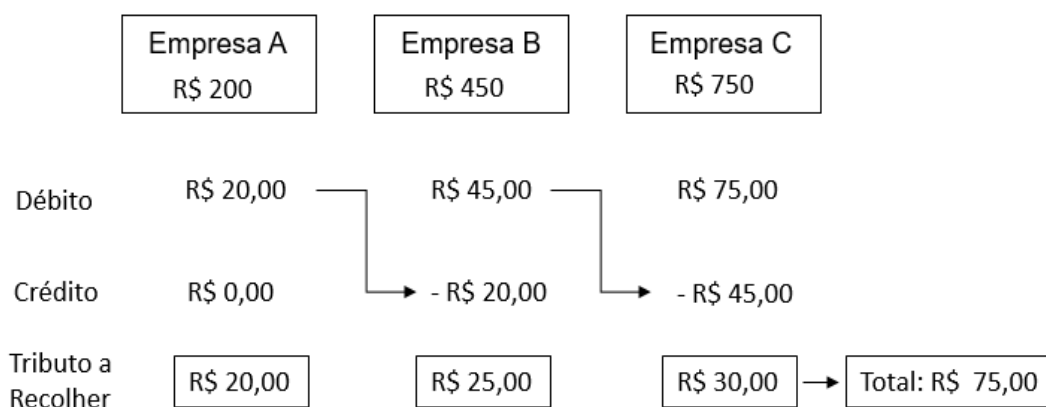 Empresa A
R$ 200
Empresa B
R$ 450
Empresa C
R$ 750
Débito
R$ 20,00
R$ 45,00
R$ 75,00
Crédito
R$ 0,00
- R$ 20,00
- R$ 45,00
Tributo a
Recolher
R$ 20,00
R$ 25,00
R$ 30,00
Total: R$ 75,00